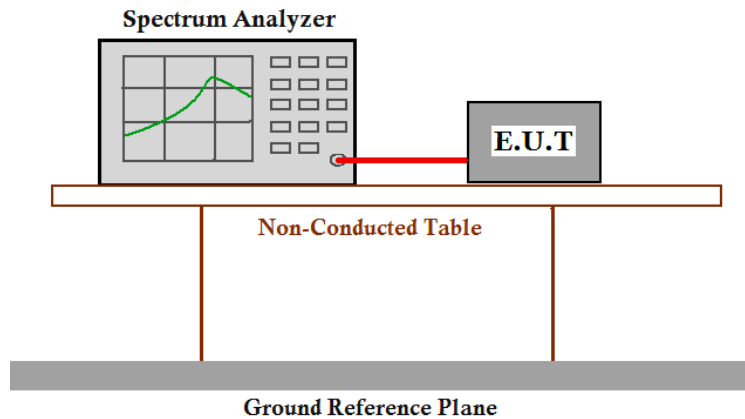 Spectrum Analyzer
E.U.T
Non-Conducted Table
Ground Reference Plane